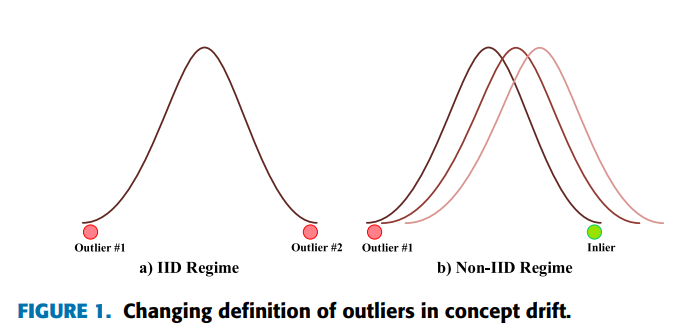 Outlier #1
Outlier #2
Outlier #1
Inlier
a) IID Regime
b) Non-IID Regime
FIGURE 1. Changing definition of outliers in concept drift.